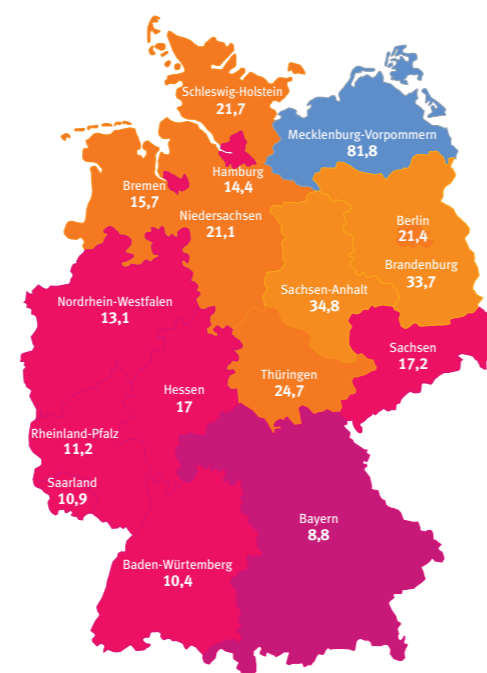 Schleswig-Holstein
21,7
Mecklenburg-Vorpommern
81,8
Hamburg
14,4
Bremen
15,7
Niedersachsen
21,1
Berlin
21,4
Brandenburg
33,7
Sachsen-Anhalt
34,8
Nordrhein-Westfalen
13,1
Sachsen
17,2
Thüringen
24,7
Hessen
17
Rheinland-Pfalz
11,2
Saarland
10,9
Bayern
8,8
Baden-Würtemberg
10,4